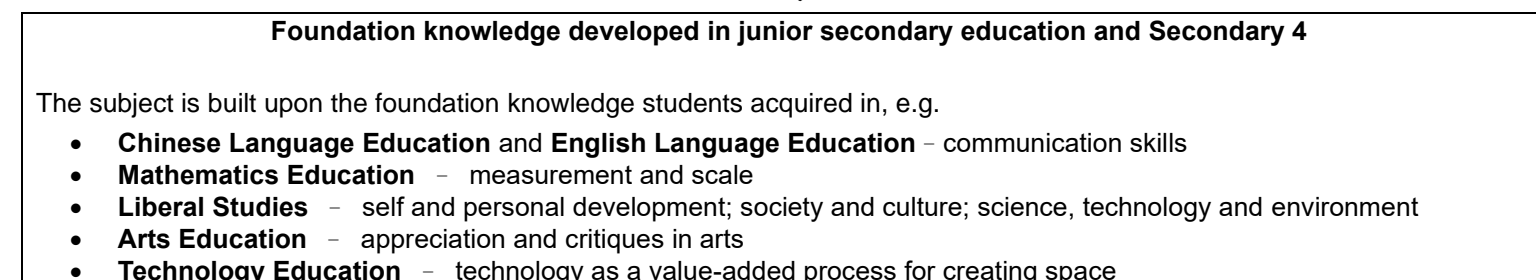 Foundation knowledge developed in junior secondary education and Secondary 4
The subject is built upon the foundation knowledge students acquired in, e.g.
• Chinese Language Education and English Language Education – communication skills
• Mathematics Education – measurement and scale
• Liberal Studies – self and personal development; society and culture; science, technology and environment
• Arts Education – appreciation and critiques in arts
• Technology Education – technology as a value-added process for creating space